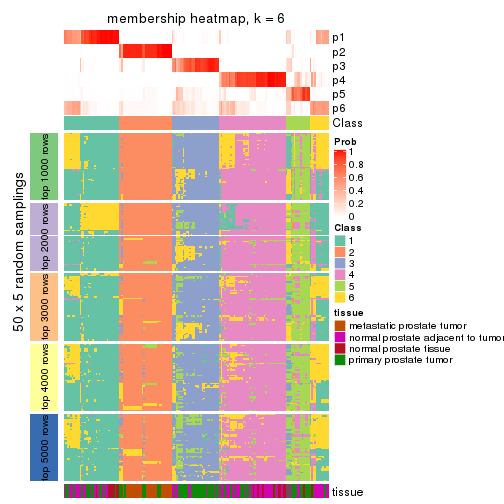 membership heatmap, k = 6
p1
p2
p3
p4
p5
p6
Class
50 x 5 random samplings
top 1000 rows
top 2000 rows
top 3000 rows
top 4000 rows
top 5000 rows
Prob
1
0.8
0.6
0.4
0.2
0
Class
1
2
3
4
5
6
tissue
metastatic prostate tumor
normal prostate adjacent to tumor
normal prostate tissue
primary prostate tumor
tissue